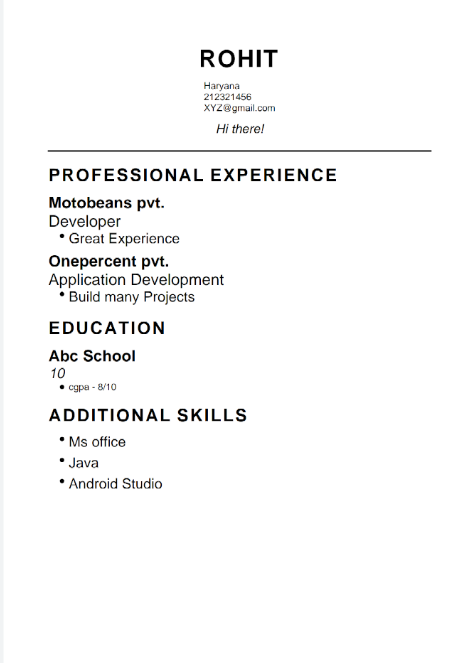 ROHIT
Haryana
212321456
XYZ@gmail.com
Hi there!
PROFESSIONAL EXPERIENCE
Motobeans pvt.
Developer
• Great Experience
Onepercent pvt.
Application Development
• Build many Projects
EDUCATION
Abc School
10
• cgpa - 8/10
ADDITIONAL SKILLS
• Ms office
• Java
• Android Studio